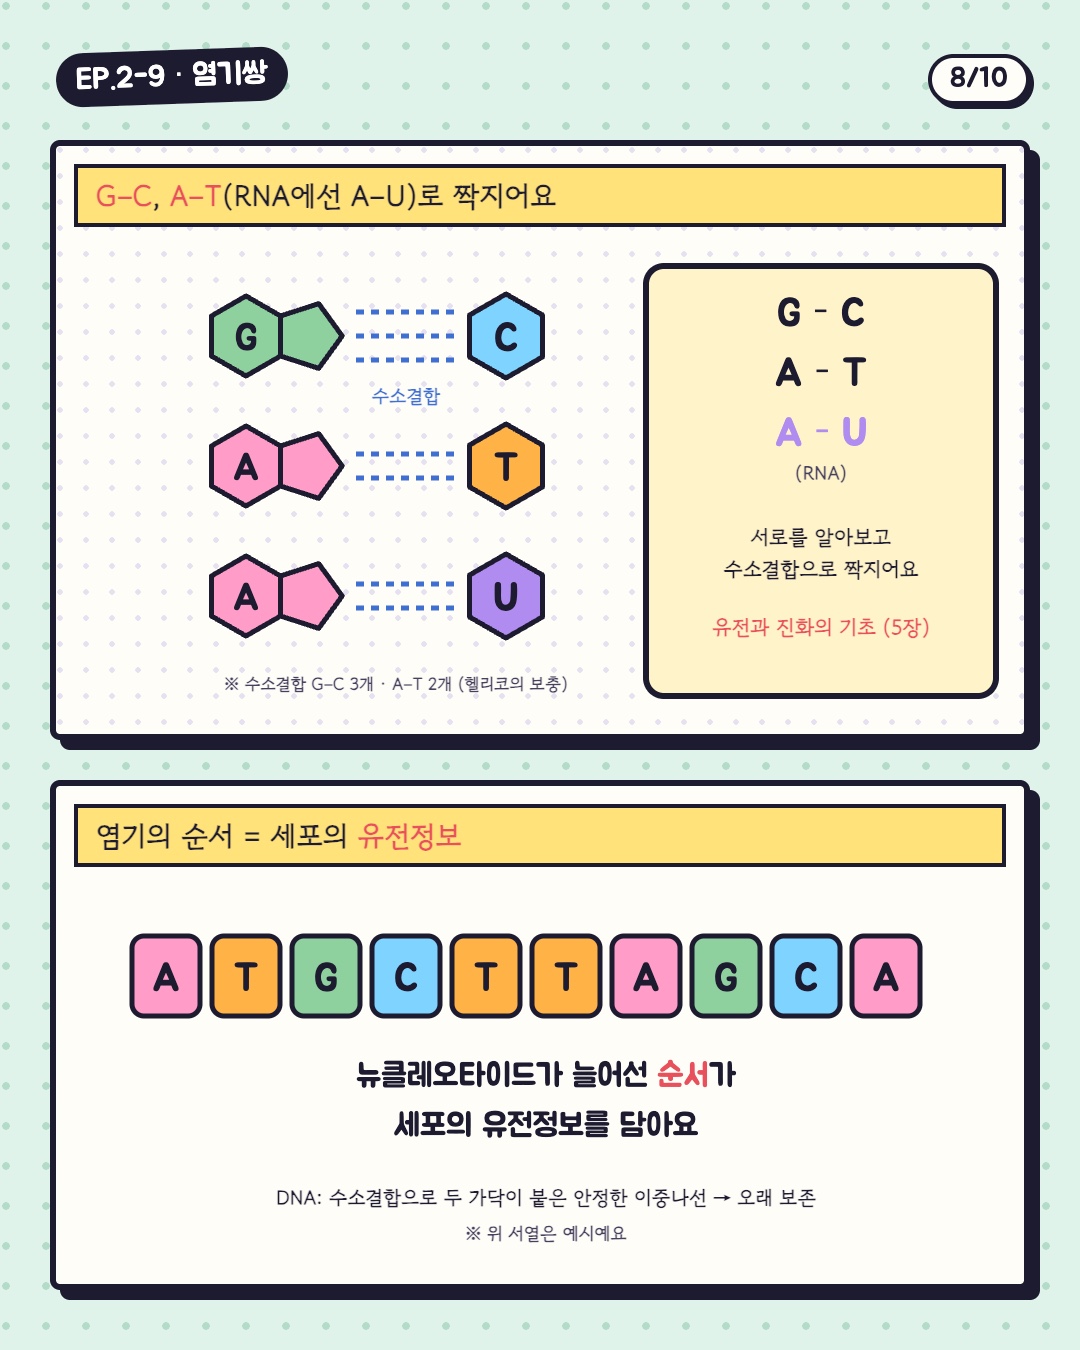 EP.2-9 · 염기쌍
8/10
G–C, A–T(RNA에선 A–U)로 짝지어요
G
C
수소결합
A
T
A
U
※ 수소결합 G–C 3개 · A–T 2개 (헬리코의 보충)
G - C
A - T
A - U
(RNA)
서로를 알아보고
수소결합으로 짝지어요
유전과 진화의 기초 (5장)
염기의 순서 = 세포의 유전정보
A T G C T T A G C A
뉴클레오타이드가 늘어선 순서가
세포의 유전정보를 담아요
DNA: 수소결합으로 두 가닥이 붙은 안정한 이중나선 → 오래 보존
※ 위 서열은 예시예요